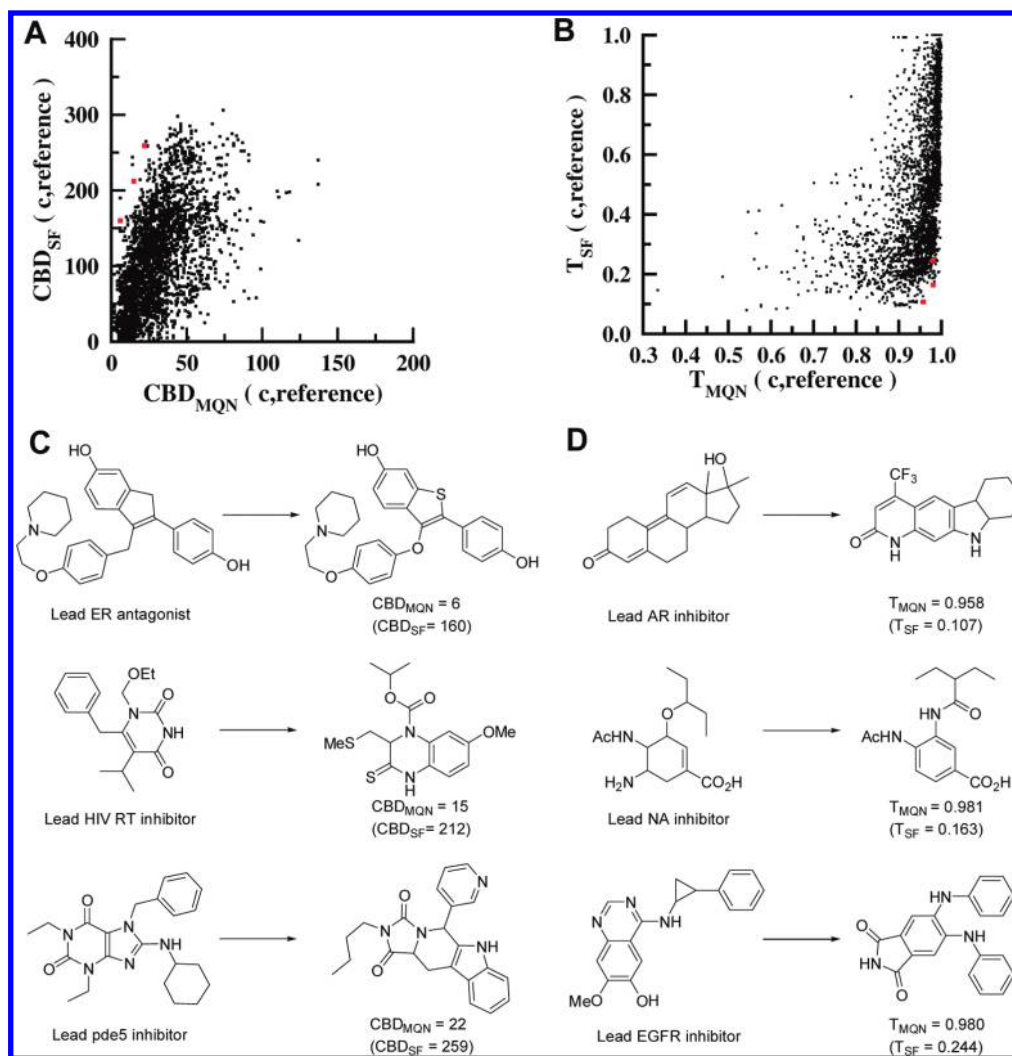 A
400
300
200
100
0
CBD_SF ( c,reference )
0 50 100 150 200
CBD_MQN ( c,reference)
B
1.0
0.8
0.6
0.4
0.2
0.0
T_SF ( c,reference )
0.3 0.4 0.5 0.6 0.7 0.8 0.9 1.0
T_MQN ( c,reference )
C
HO
N
O
OH
Lead ER antagonist
HO
S
N
O
O
OH
CBD_MQN = 6
(CBD_SF = 160)
OEt
N
O
NH
O
Lead HIV RT inhibitor
O
O
N
MeS
OMe
S
N
H
CBD_MQN = 15
(CBD_SF= 212)
O
N
N
NH
O
N
N
Lead pde5 inhibitor
N
O
N
N
H
N
O
CBD_MQN = 22
(CBD_SF = 259)
D
HO
O
Lead AR inhibitor
CF3
O
N
H
N
H
T_MQN = 0.958
(T_SF = 0.107)
O
AcHN
H2N
CO2H
Lead NA inhibitor
O
HN
AcHN
CO2H
T_MQN = 0.981
(T_SF = 0.163)
N
N
N
H
MeO
OH
Lead EGFR inhibitor
H
N
O
NH
HN
O
T_MQN = 0.980
(T_SF = 0.244)